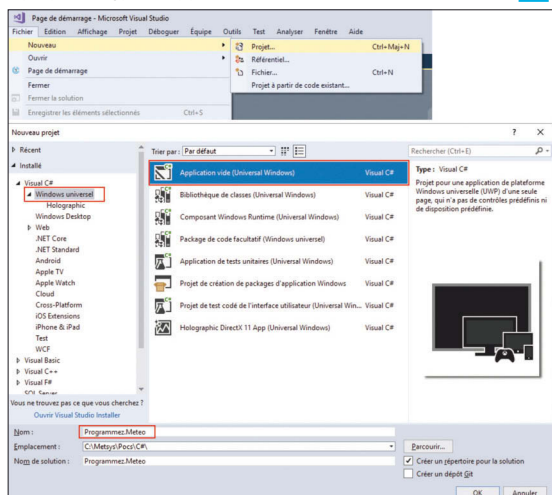 Page de démarrage - Microsoft Visual Studio
Fichier Edition Affichage Projet Déboguer Équipe Outils Test Analyser Fenêtre Aide
Nouveau
Projet... Ctrl+Maj+N
Ouvrir
Référentiel...
Page de démarrage
Fichier... Ctrl+N
Fermer
Projet à partir de code existant...
Fermer la solution
Enregistrer les éléments sélectionnés Ctrl+S
Nouveau projet ? X
Récent
Trier par : Par défaut
Rechercher (Ctrl+E)
Installé
Visual C#
Windows universel
Holographic
Windows Desktop
Web
.NET Core
.NET Standard
Android
Apple TV
Apple Watch
Cloud
Cross-Platform
iOS Extensions
iPhone & iPad
Test
WCF
Visual Basic
Visual C++
Visual F#
SQL Server
Application vide (Universal Windows) Visual C#
Bibliothèque de classes (Universal Windows) Visual C#
Composant Windows Runtime (Universal Windows) Visual C#
Package de code facultatif (Windows universel) Visual C#
Application de tests unitaires (Universal Windows) Visual C#
Projet de création de packages d'application Windows Visual C#
Projet de test codé de l'interface utilisateur (Universal Win... Visual C#
Holographic DirectX 11 App (Universal Windows) Visual C#
Type : Visual C#
Projet pour une application de plateforme
Windows universelle (UWP) d'une seule
page, qui n'a pas de contrôles prédéfinis ni
de disposition prédéfinie.
Vous ne trouvez pas ce que vous cherchez ?
Ouvrir Visual Studio Installer
Nom : Programmez.Meteo
Emplacement : C:\Metsys\Pocs\C#\
Parcourir...
Nom de solution : Programmez.Meteo
Créer un répertoire pour la solution
Créer un dépôt Git
OK Annuler